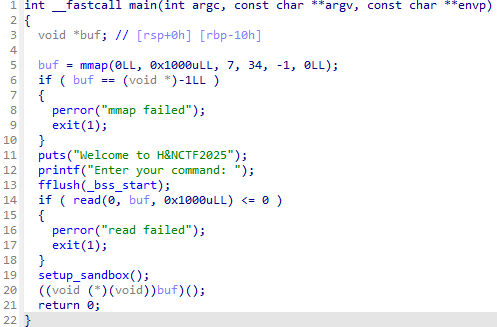 1 int __fastcall main(int argc, const char **argv, const char **envp)
2 {
3   void *buf; // [rsp+0h] [rbp-10h]
4
5   buf = mmap(0LL, 0x1000uLL, 7, 34, -1, 0LL);
6   if ( buf == (void *)-1LL )
7   {
8     perror("mmap failed");
9     exit(1);
10   }
11   puts("Welcome to H&NCTF2025");
12   printf("Enter your command: ");
13   fflush(_bss_start);
14   if ( read(0, buf, 0x1000uLL) <= 0 )
15   {
16     perror("read failed");
17     exit(1);
18   }
19   setup_sandbox();
20   ((void (*)(void))buf)();
21   return 0;
22 }